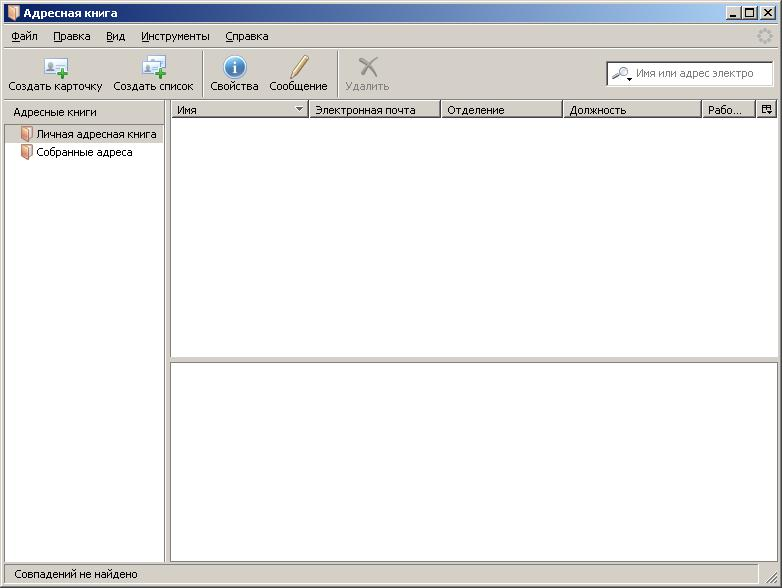 Адресная книга
Файл Правка Вид Инструменты Справка
Создать карточку Создать список Свойства Сообщение Удалить Имя или адрес электро
Адресные книги Имя Электронная почта Отделение Должность Рабо...
Личная адресная книга
Собранные адреса
Совпадений не найдено